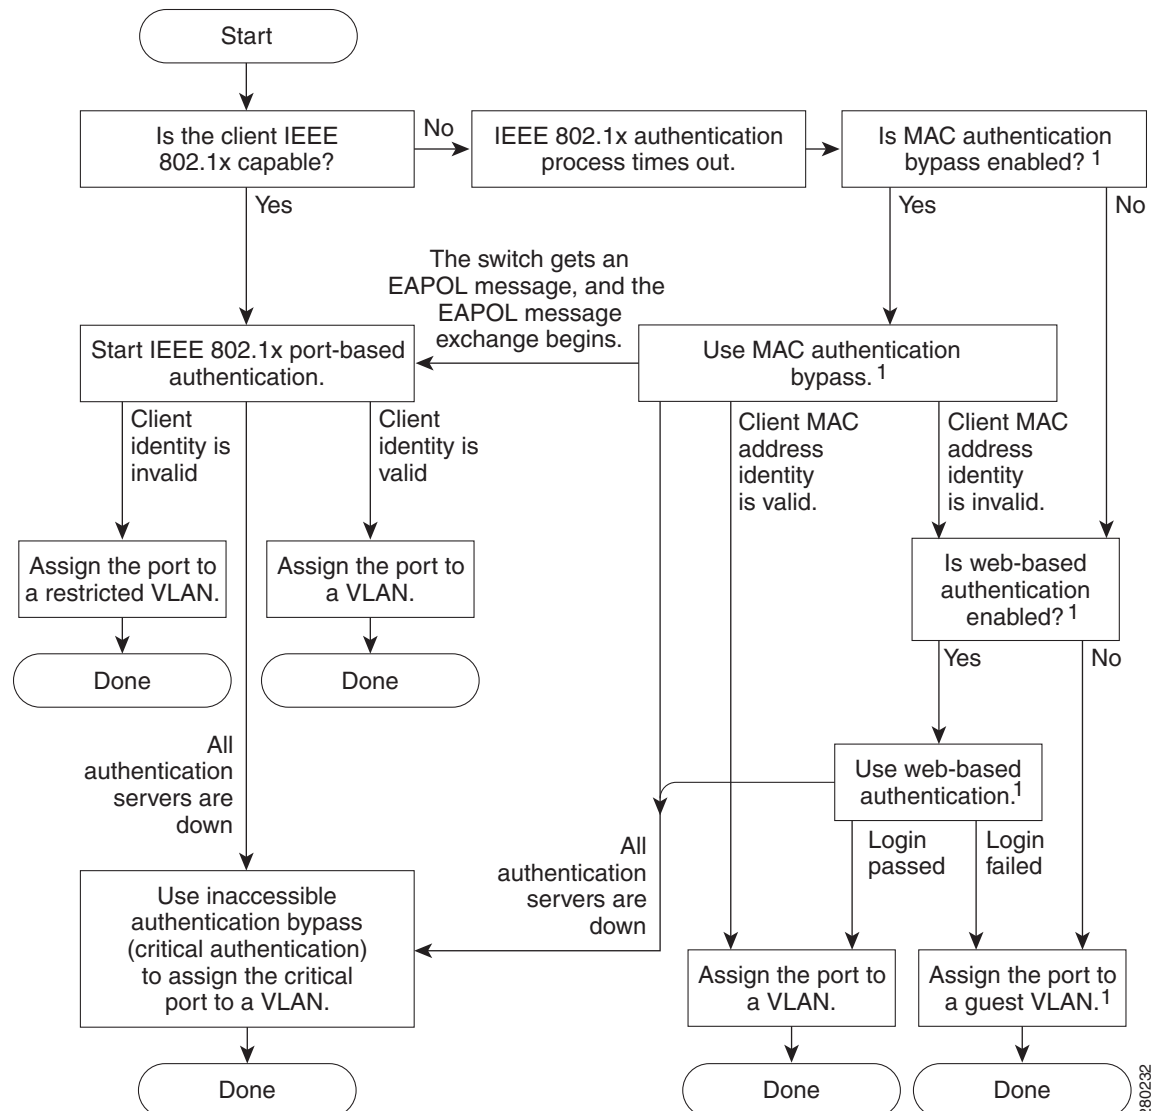 Start
Is the client IEEE
802.1x capable?
No
IEEE 802.1x authentication
process times out.
Is MAC authentication
bypass enabled? 1
Yes
Yes
No
The switch gets an
EAPOL message, and the
EAPOL message
exchange begins.
Start IEEE 802.1x port-based
authentication.
Use MAC authentication
bypass. 1
Client
identity is
invalid
Client
identity is
valid
Client MAC
address
identity
is valid.
Client MAC
address
identity
is invalid.
Assign the port to
a restricted VLAN.
Assign the port to
a VLAN.
Is web-based
authentication
enabled? 1
Done
Done
Yes
No
All
authentication
servers are
down
Use web-based
authentication.1
All
authentication
servers are
down
Login
passed
Login
failed
Use inaccessible
authentication bypass
(critical authentication)
to assign the critical
port to a VLAN.
Assign the port to
a VLAN.
Assign the port to
a guest VLAN.1
Done
Done
Done
280232